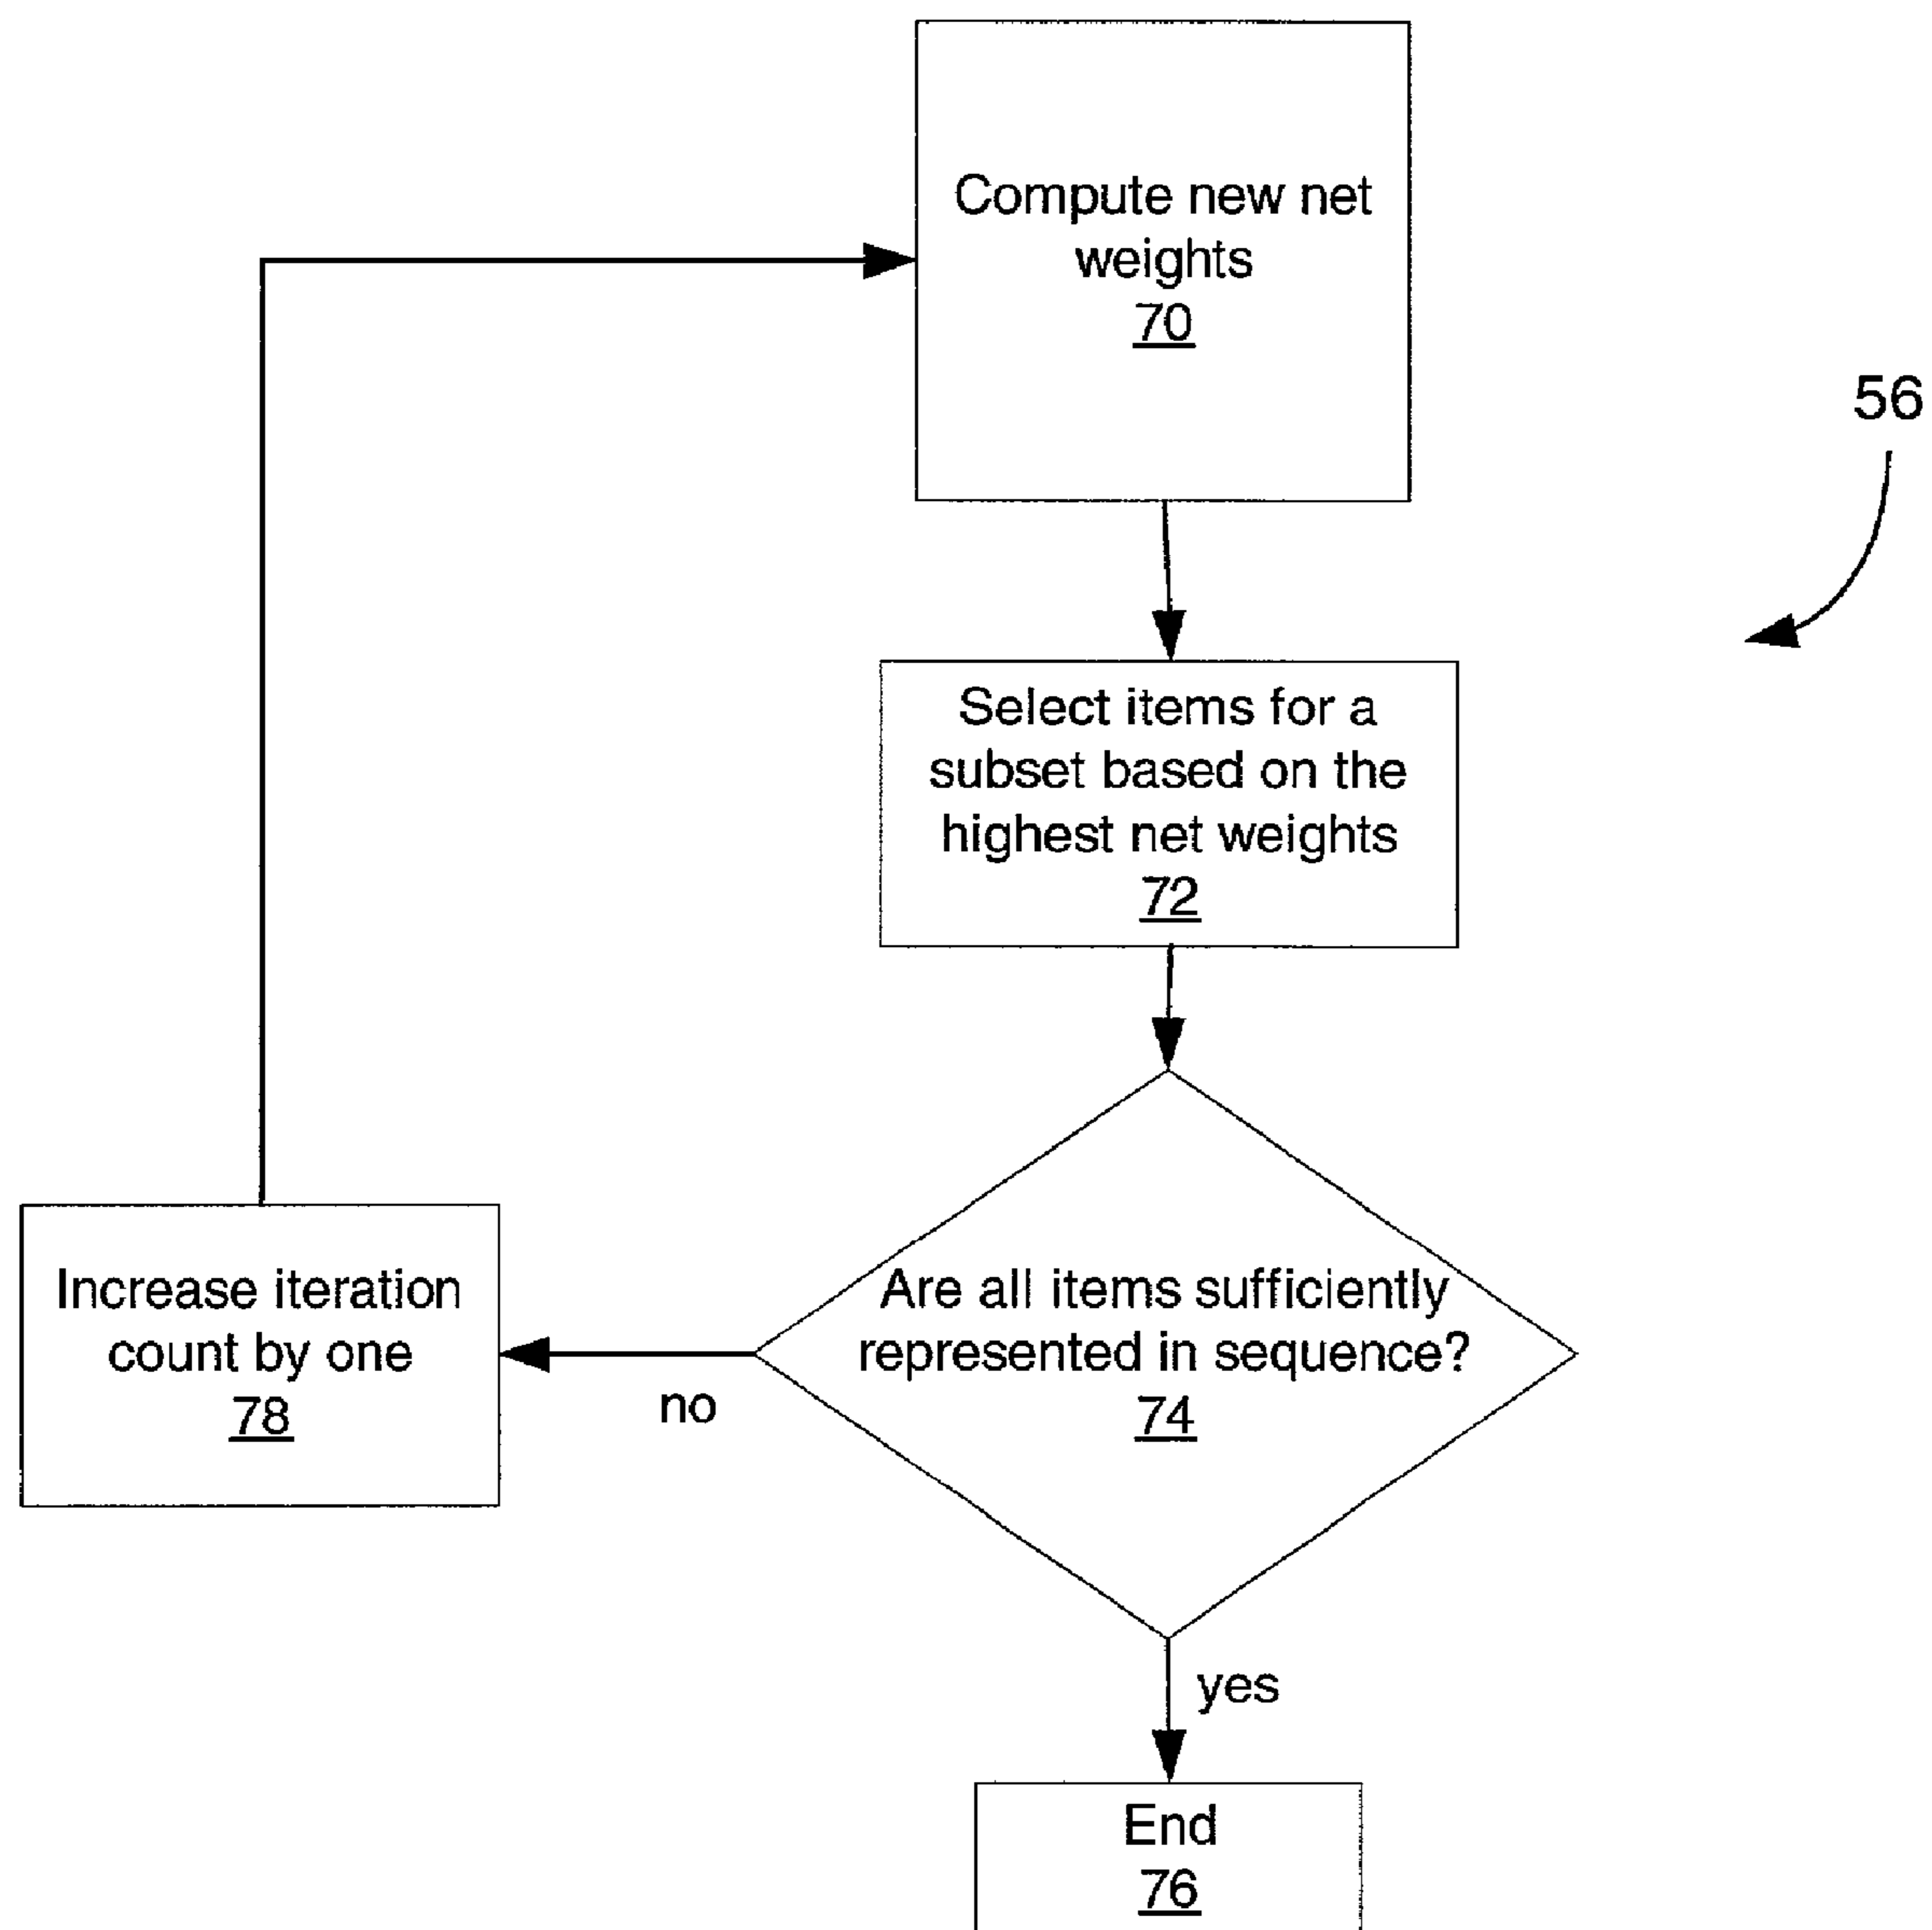 Compute new net
weights
70
56
Select items for a
subset based on the
highest net weights
72
Are all items sufficiently
represented in sequence?
74
Increase iteration
count by one
78
no
yes
End
76